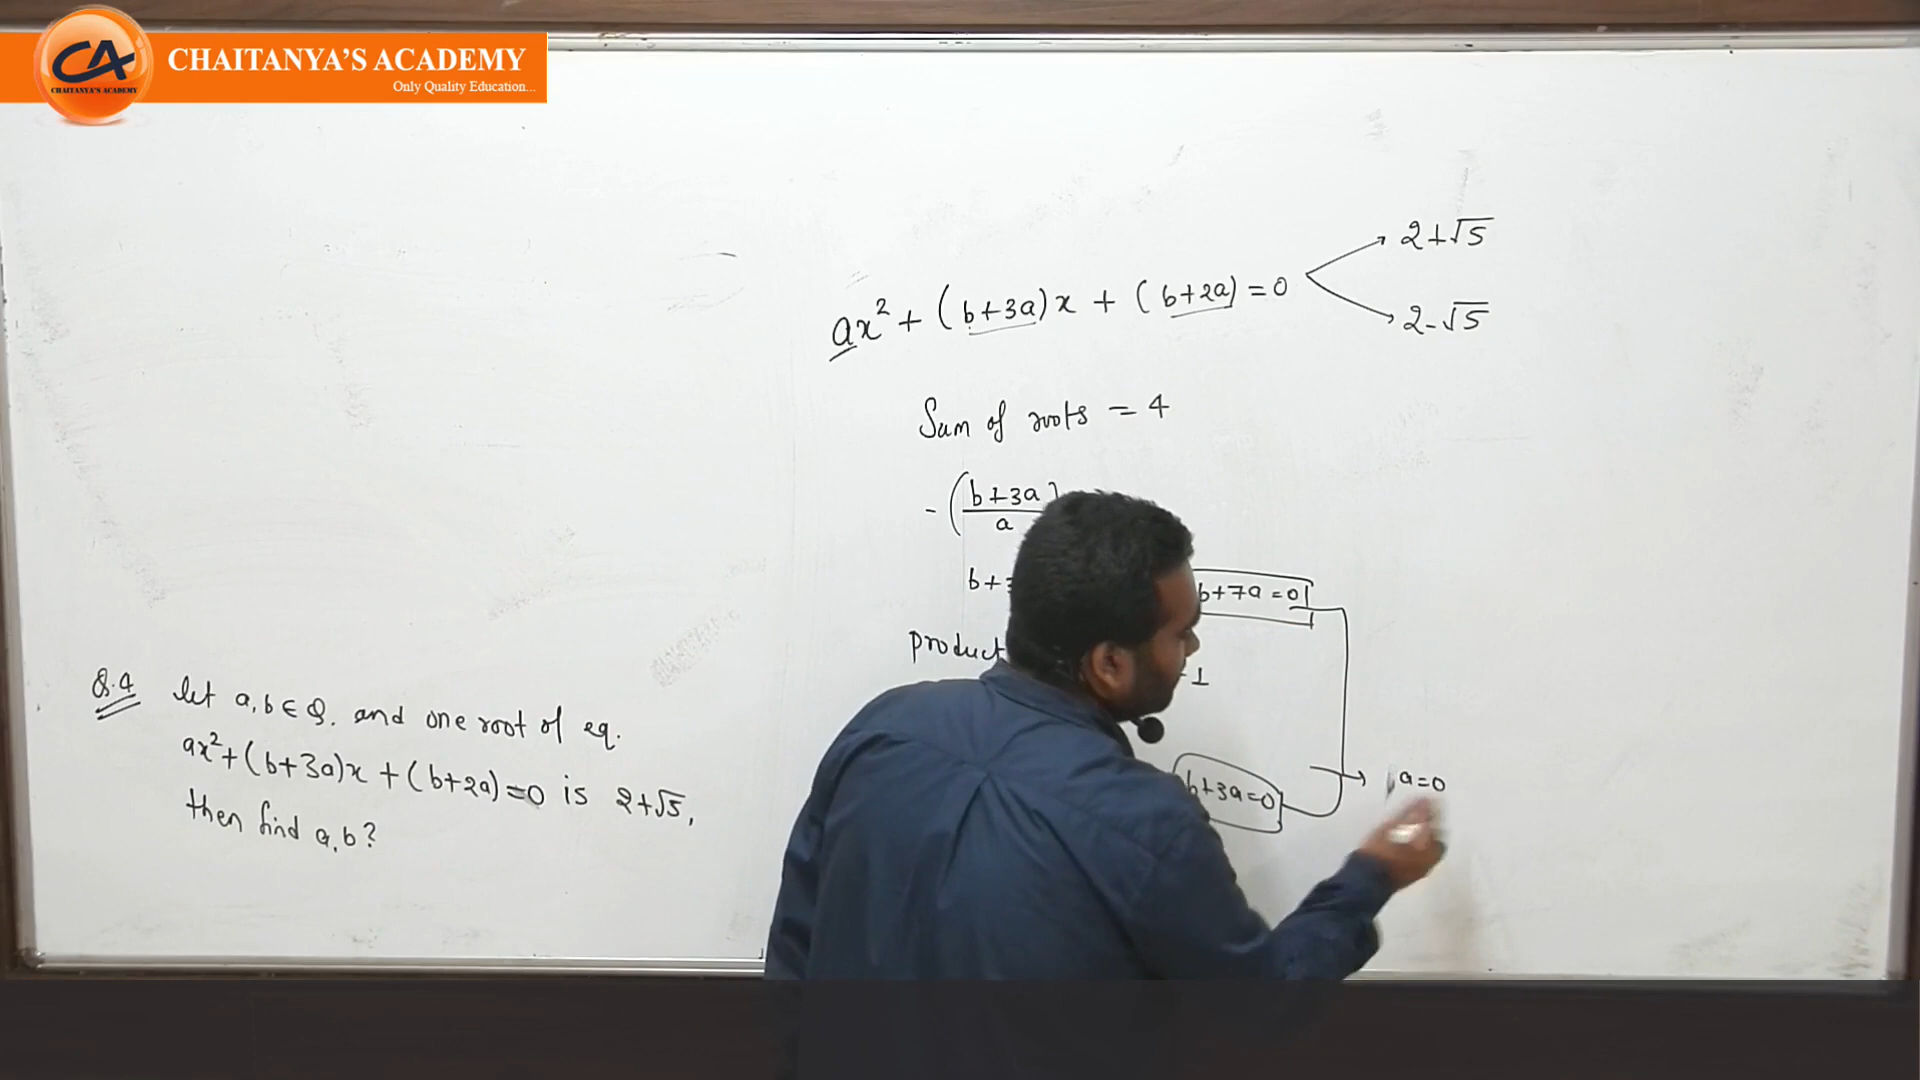 CA
CHAITANYA'S ACADEMY
CHAITANYA'S ACADEMY
Only Quality Education...
ax² + (b+3a)x + (b+2a) = 0
2+√5
2-√5
Sum of roots = 4
-(b+3a/a)
b+
b+7a=0
product
-1
b+3a=0
a=0
Q.4 let a,b ∈ Q, and one root of eq.
ax²+(b+3a)x+(b+2a)=0 is 2+√5,
then find a,b?